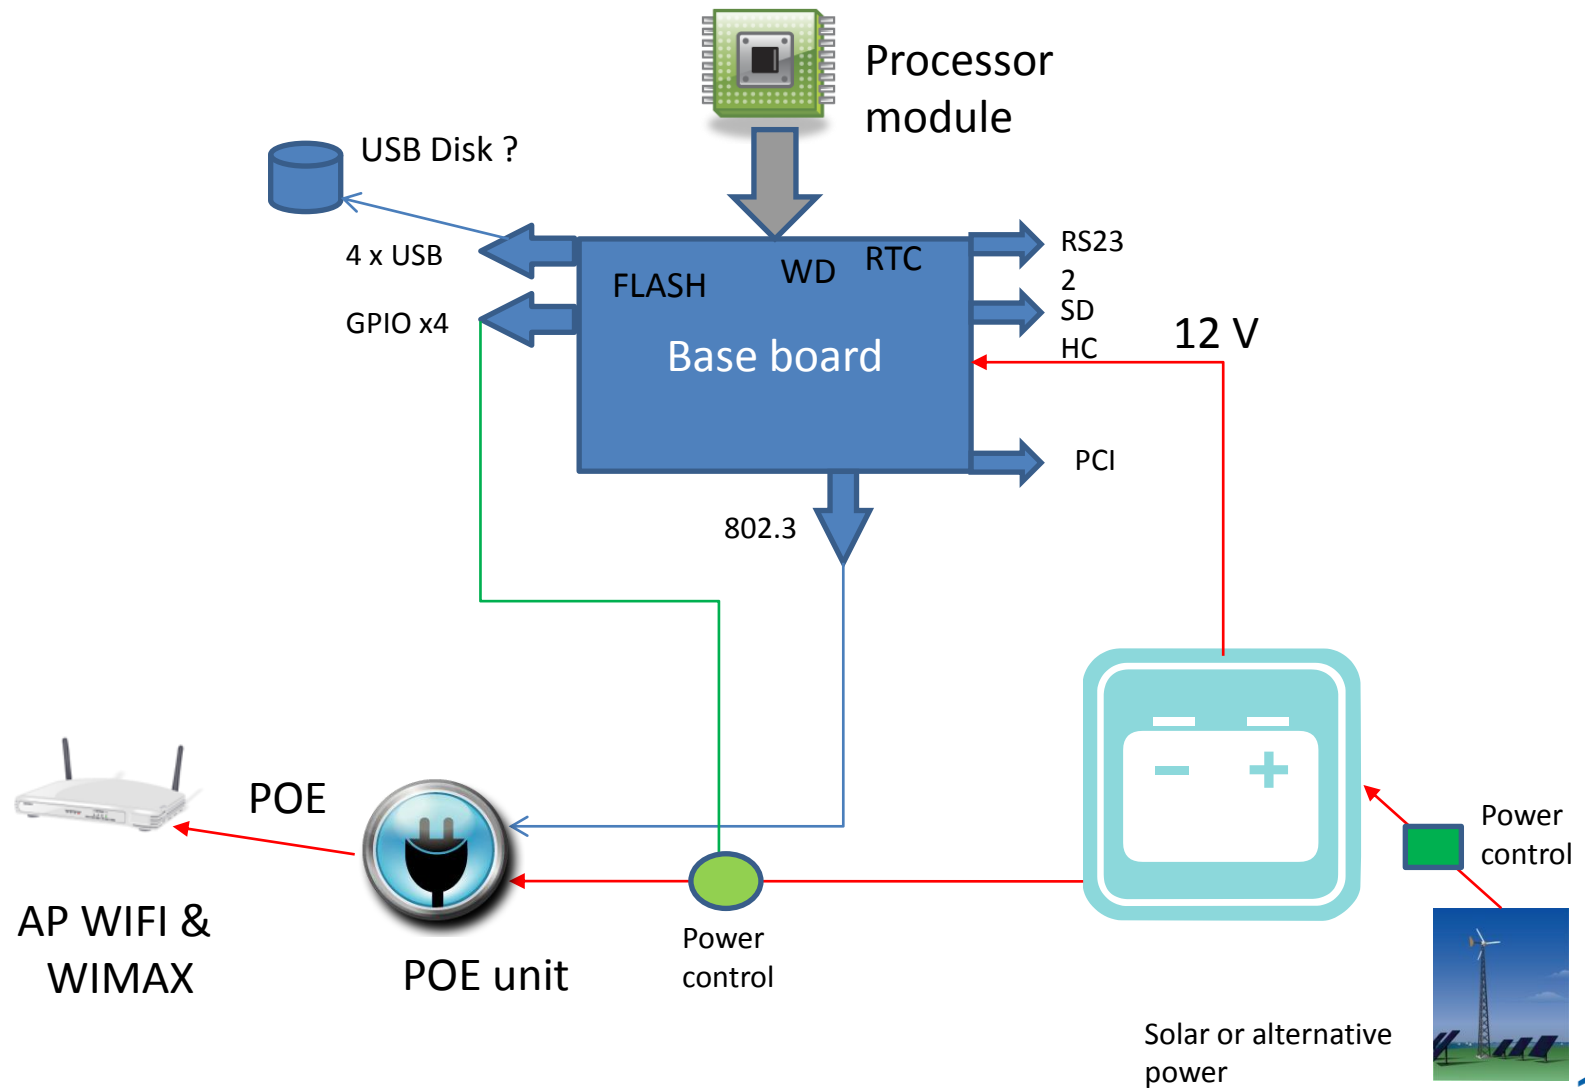 Processor
module
USB Disk ?
4 x USB
GPIO x4
FLASH
WD
RTC
Base board
RS23
2
SD
HC
12 V
PCI
802.3
POE
AP WIFI &
WIMAX
POE unit
Power
control
Power
control
Solar or alternative
power